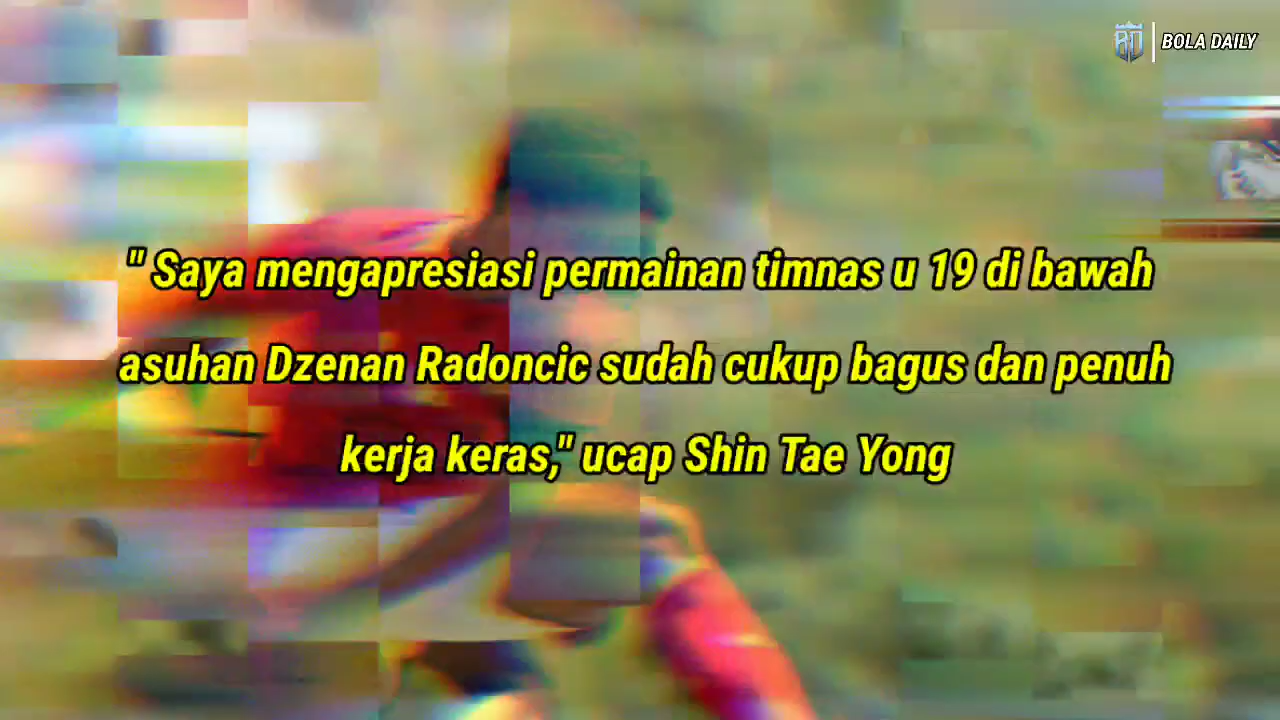 BOLA DAILY
" Saya mengapresiasi permainan timnas u 19 di bawah
asuhan Dzenan Radoncic sudah cukup bagus dan penuh
kerja keras," ucap Shin Tae Yong